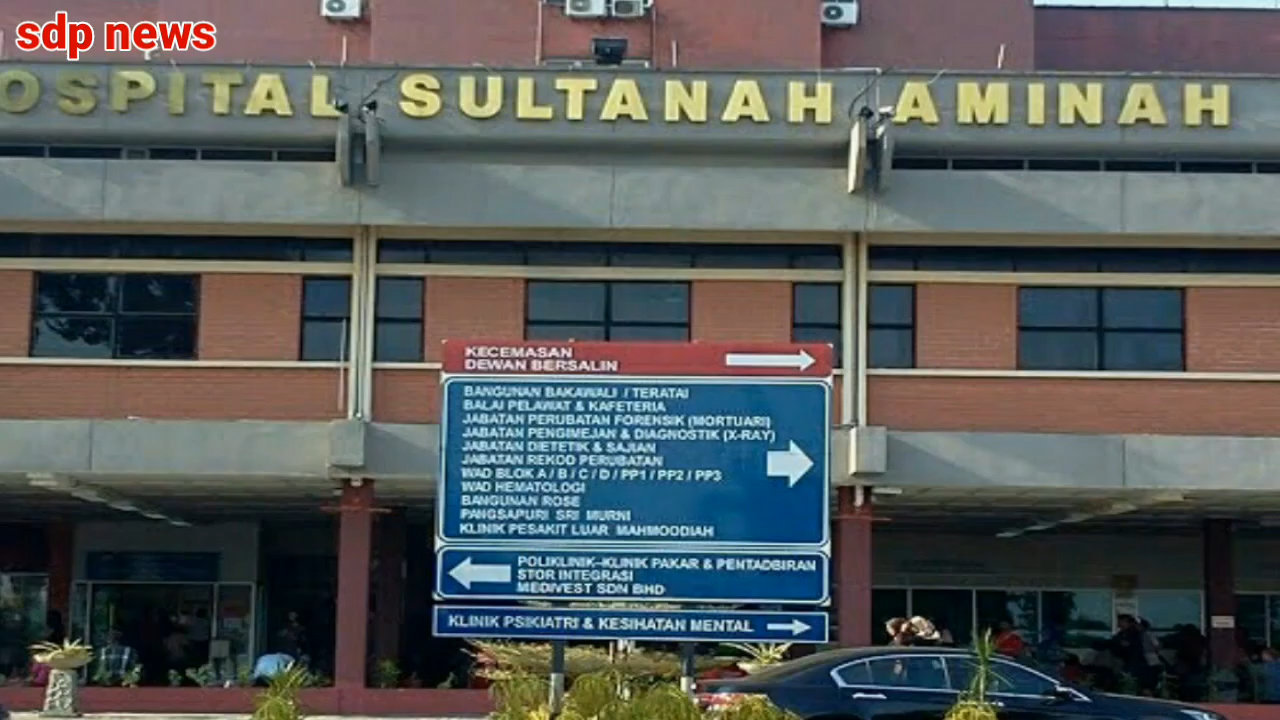 sdp news
OSPITAL SULTANAH AMINAH
KECEMASAN
DEWAN BERSALIN
BANGUNAN BAKAWALI / TERATAI
BALAI PELAWAT & KAFETERIA
JABATAN PERUBATAN FORENSIK (MORTUARI)
JABATAN PENGIMEJAN & DIAGNOSTIK (X-RAY)
JABATAN DIETETIK & SAJIAN
JABATAN REKOD PERUBATAN
WAD BLOK A / B / C / D / PP1 / PP2 / PP3
WAD HEMATOLOGI
BANGUNAN ROSE
PANGSAPURI SRI MURNI
KLINIK PESAKIT LUAR MAHMOODIAH
POLIKLINIK-KLINIK PAKAR & PENTADBIRAN
STOR INTEGRASI
MEDIVEST SDN BHD
KLINIK PSIKIATRI & KESIHATAN MENTAL